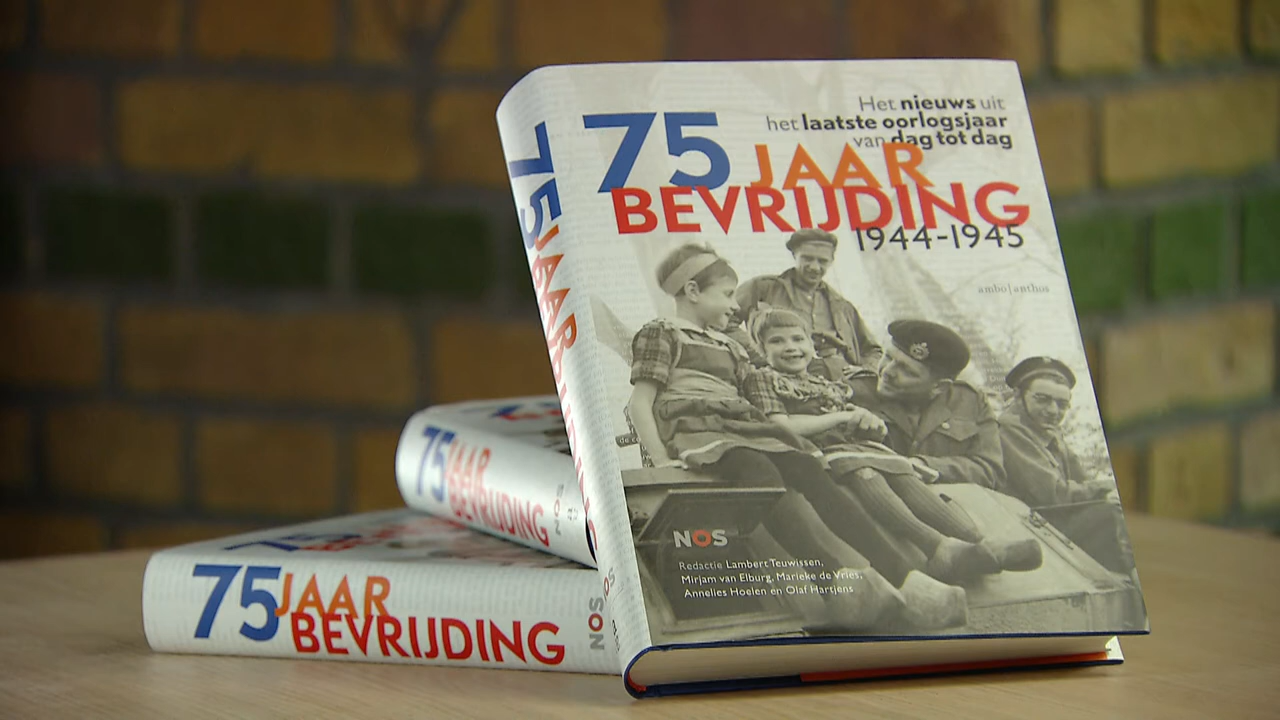 Het nieuws uit
het laatste oorlogsjaar
van dag tot dag
75 JAAR
BEVRIJDING
1944-1945
ambo|anthos
NOS
Redactie Lambert Teuwissen,
Mirjam van Elburg, Marieke de Vries,
Annelies Hoelen en Olaf Hartjens
75 JAAR
BEVRIJDING
NOS
75 JAAR
BEVRIJDING
NOS
75 JAAR
BEVRIJDING
NOS